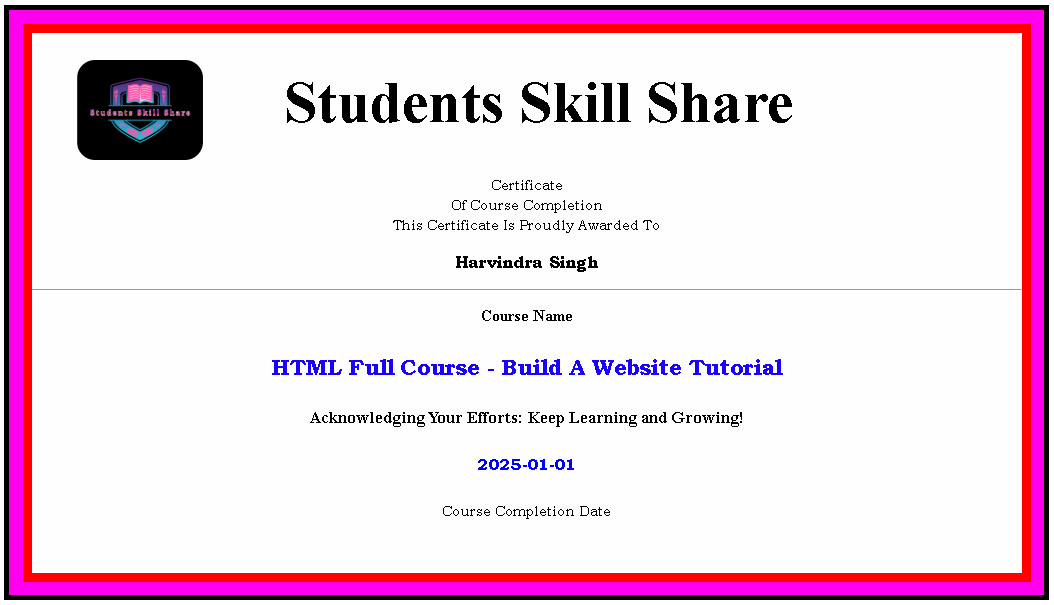 Students Skill Share
Students Skill Share
Certificate
Of Course Completion
This Certificate Is Proudly Awarded To
Harvindra Singh
Course Name
HTML Full Course - Build A Website Tutorial
Acknowledging Your Efforts: Keep Learning and Growing!
2025-01-01
Course Completion Date